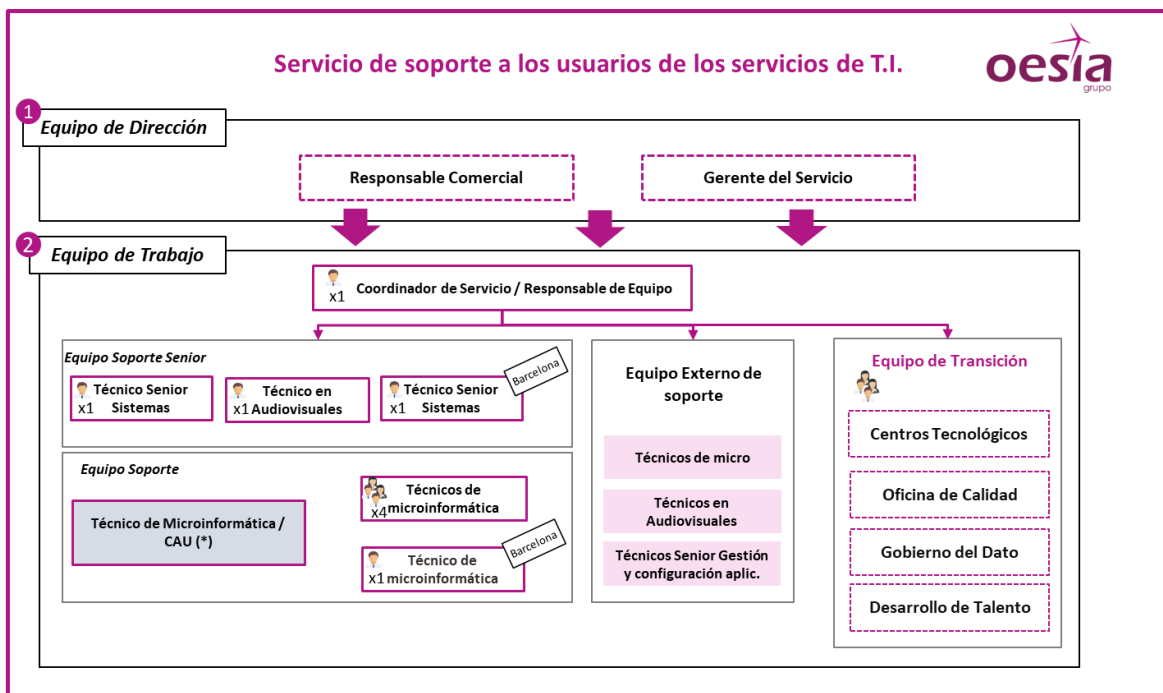 Servicio de soporte a los usuarios de los servicios de T.I.
oesía
grupo
1
Equipo de Dirección
Responsable Comercial
Gerente del Servicio
2
Equipo de Trabajo
x1
Coordinador de Servicio / Responsable de Equipo
Equipo Soporte Senior
Técnico Senior
x1
Sistemas
Técnico en
x1
Audiovisuales
Técnico Senior
x1
Sistemas
Barcelona
Equipo Soporte
Técnico de Microinformática /
CAU (*)
Técnicos de
x4
microinformática
Técnico de
x1
microinformática
Barcelona
Equipo Externo de
soporte
Técnicos de micro
Técnicos en
Audiovisuales
Técnicos Senior Gestión
y configuración aplic.
Equipo de Transición
Centros Tecnológicos
Oficina de Calidad
Gobierno del Dato
Desarrollo de Talento